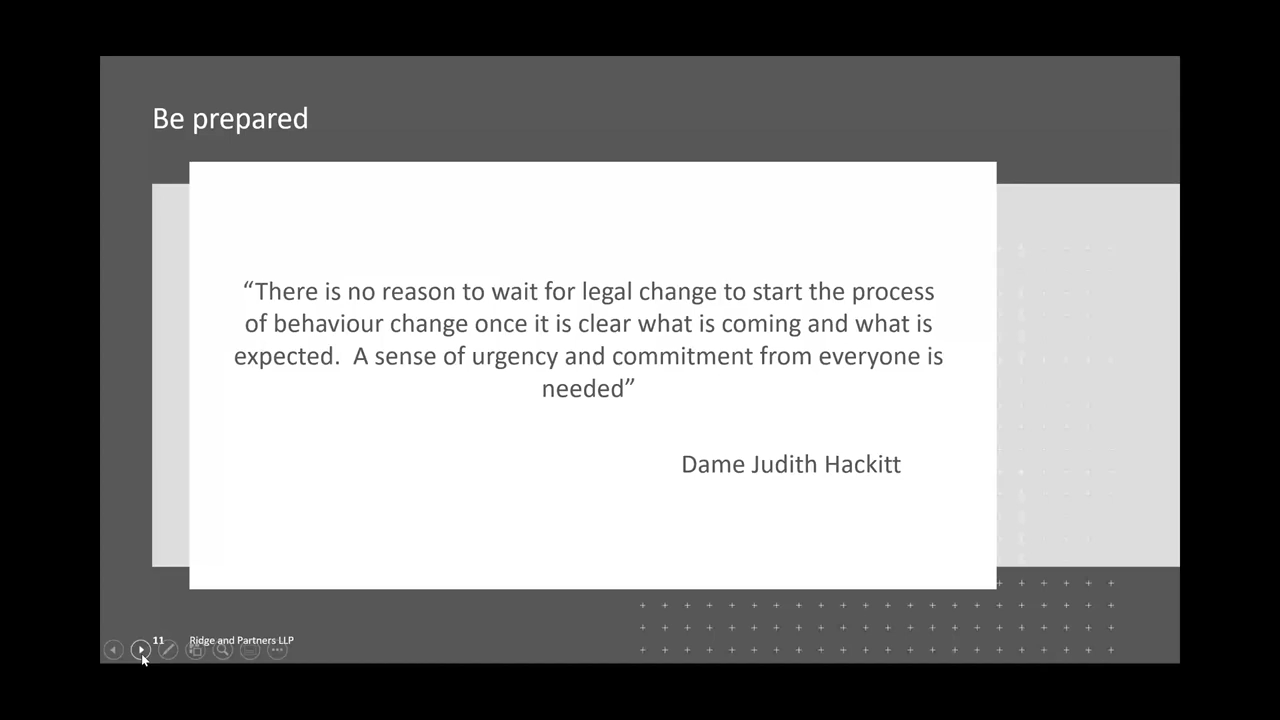 Be prepared
“There is no reason to wait for legal change to start the process
of behaviour change once it is clear what is coming and what is
expected.  A sense of urgency and commitment from everyone is
needed”
Dame Judith Hackitt
11 Ridge and Partners LLP